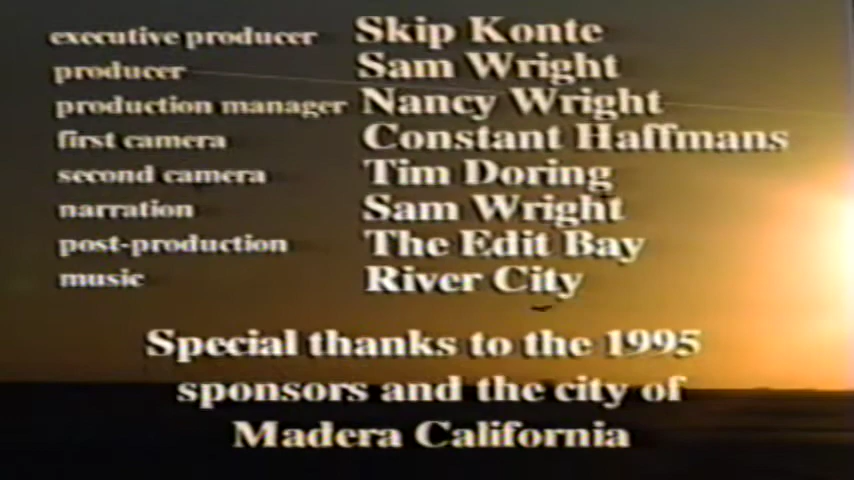 executive producer Skip Konte
producer Sam Wright
production manager Nancy Wright
first camera Constant Haffmans
second camera Tim Doring
narration Sam Wright
post-production The Edit Bay
music River City
Special thanks to the 1995
sponsors and the city of
Madera California